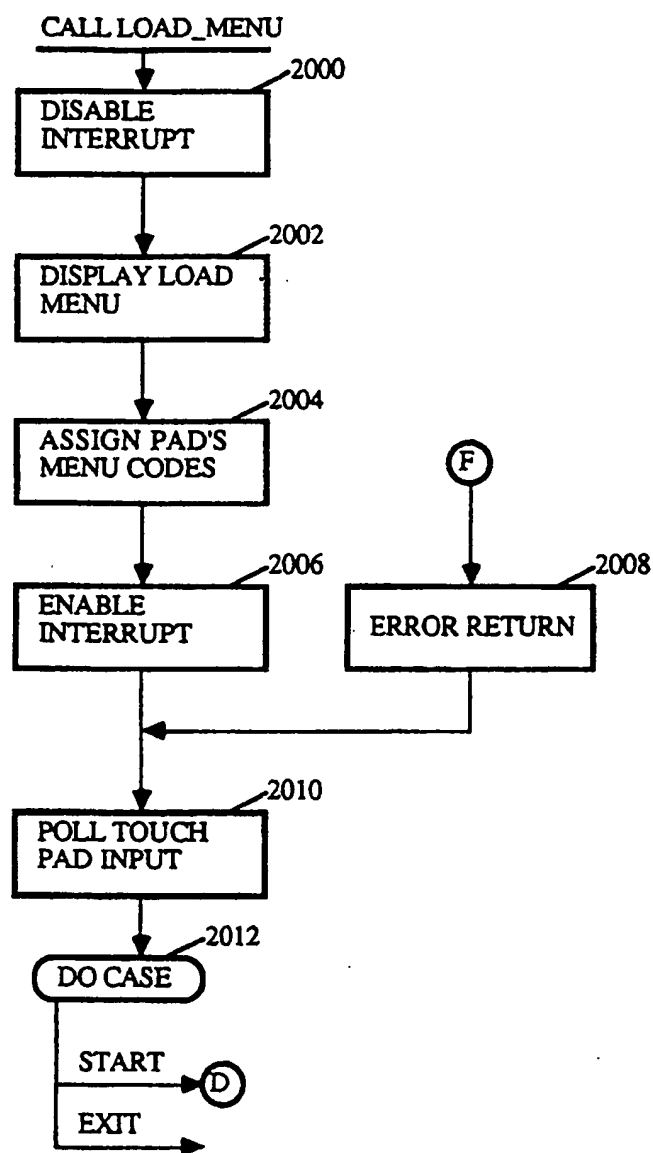 CALL LOAD_MENU
2000
DISABLE
INTERRUPT
2002
DISPLAY LOAD
MENU
2004
ASSIGN PAD'S
MENU CODES
F
2006
ENABLE
INTERRUPT
2008
ERROR RETURN
2010
POLL TOUCH
PAD INPUT
2012
DO CASE
START
D
EXIT